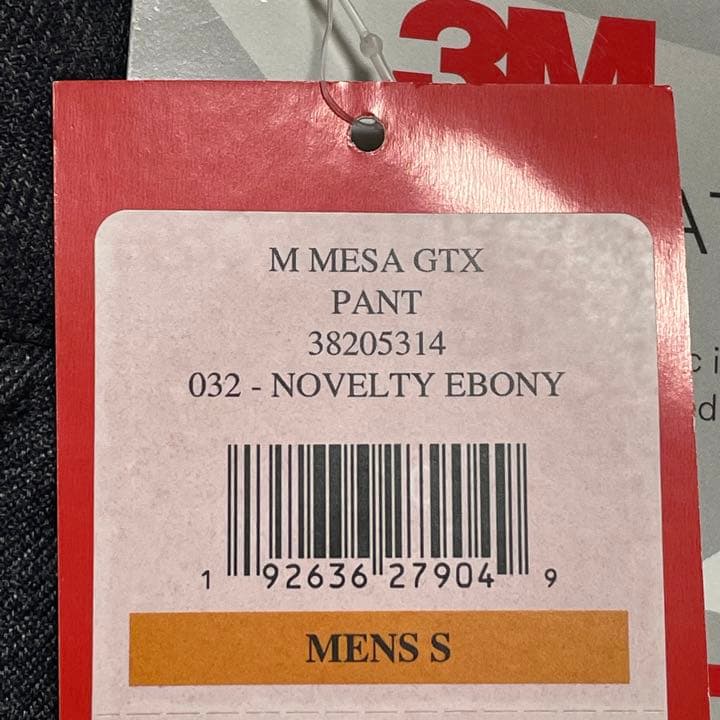 3M
M MESA GTX
PANT
38205314
032 - NOVELTY EBONY
1 92636 27904 9
MENS S